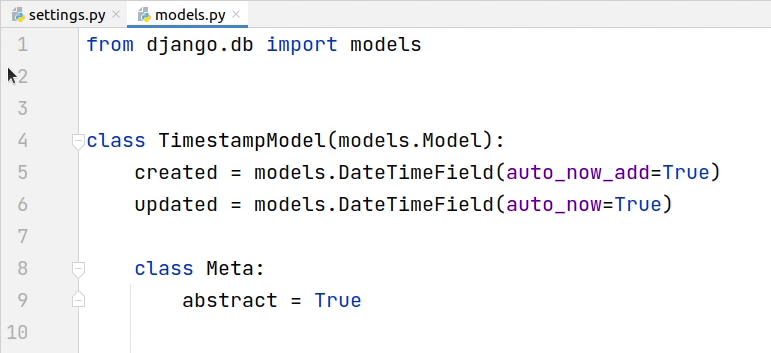 settings.py models.py
1 from django.db import models
2
3
4 class TimestampModel(models.Model):
5     created = models.DateTimeField(auto_now_add=True)
6     updated = models.DateTimeField(auto_now=True)
7
8     class Meta:
9         abstract = True
10